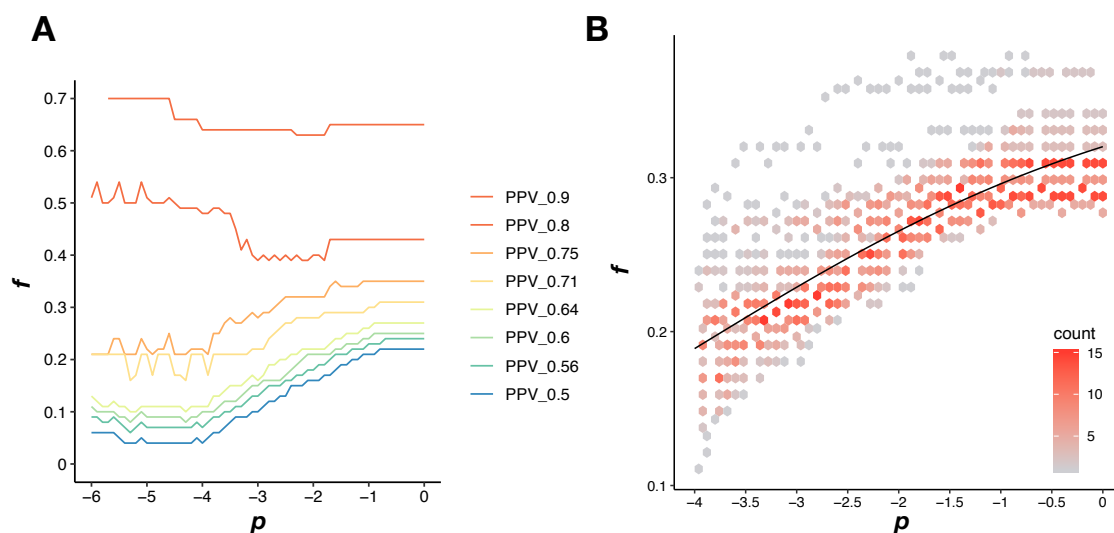 A
0.7
0.6
0.5
0.4
0.3
0.2
0.1
0
f
−6 −5 −4 −3 −2 −1 0
p
PPV_0.9
PPV_0.8
PPV_0.75
PPV_0.71
PPV_0.64
PPV_0.6
PPV_0.56
PPV_0.5
B
0.3
0.2
0.1
f
−4 −3.5 −3 −2.5 −2 −1.5 −1 −0.5 0
p
count
15
10
5